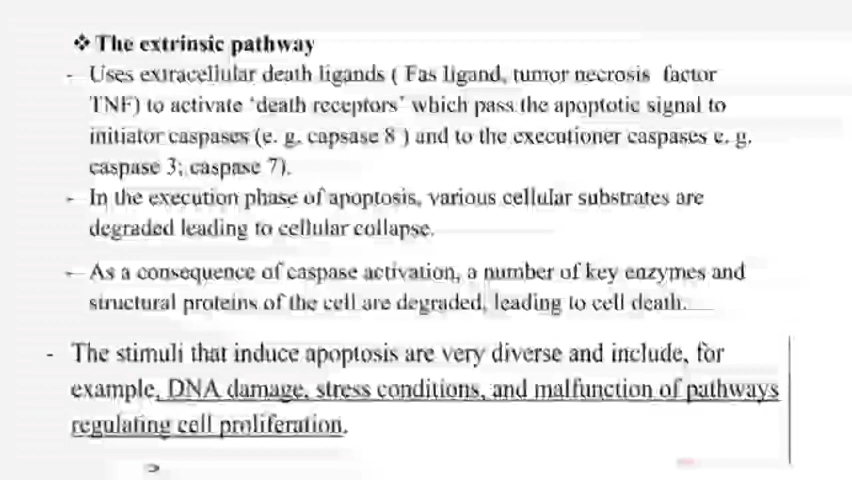 ❖ The extrinsic pathway
- Uses extracellular death ligands ( Fas ligand, tumor necrosis factor
TNF) to activate ‘death receptors’ which pass the apoptotic signal to
initiator caspases (e. g. capsase 8 ) and to the executioner caspases e. g.
caspase 3; caspase 7).
- In the execution phase of apoptosis, various cellular substrates are
degraded leading to cellular collapse.
- As a consequence of caspase activation, a number of key enzymes and
structural proteins of the cell are degraded, leading to cell death.
- The stimuli that induce apoptosis are very diverse and include, for
example, DNA damage, stress conditions, and malfunction of pathways
regulating cell proliferation.